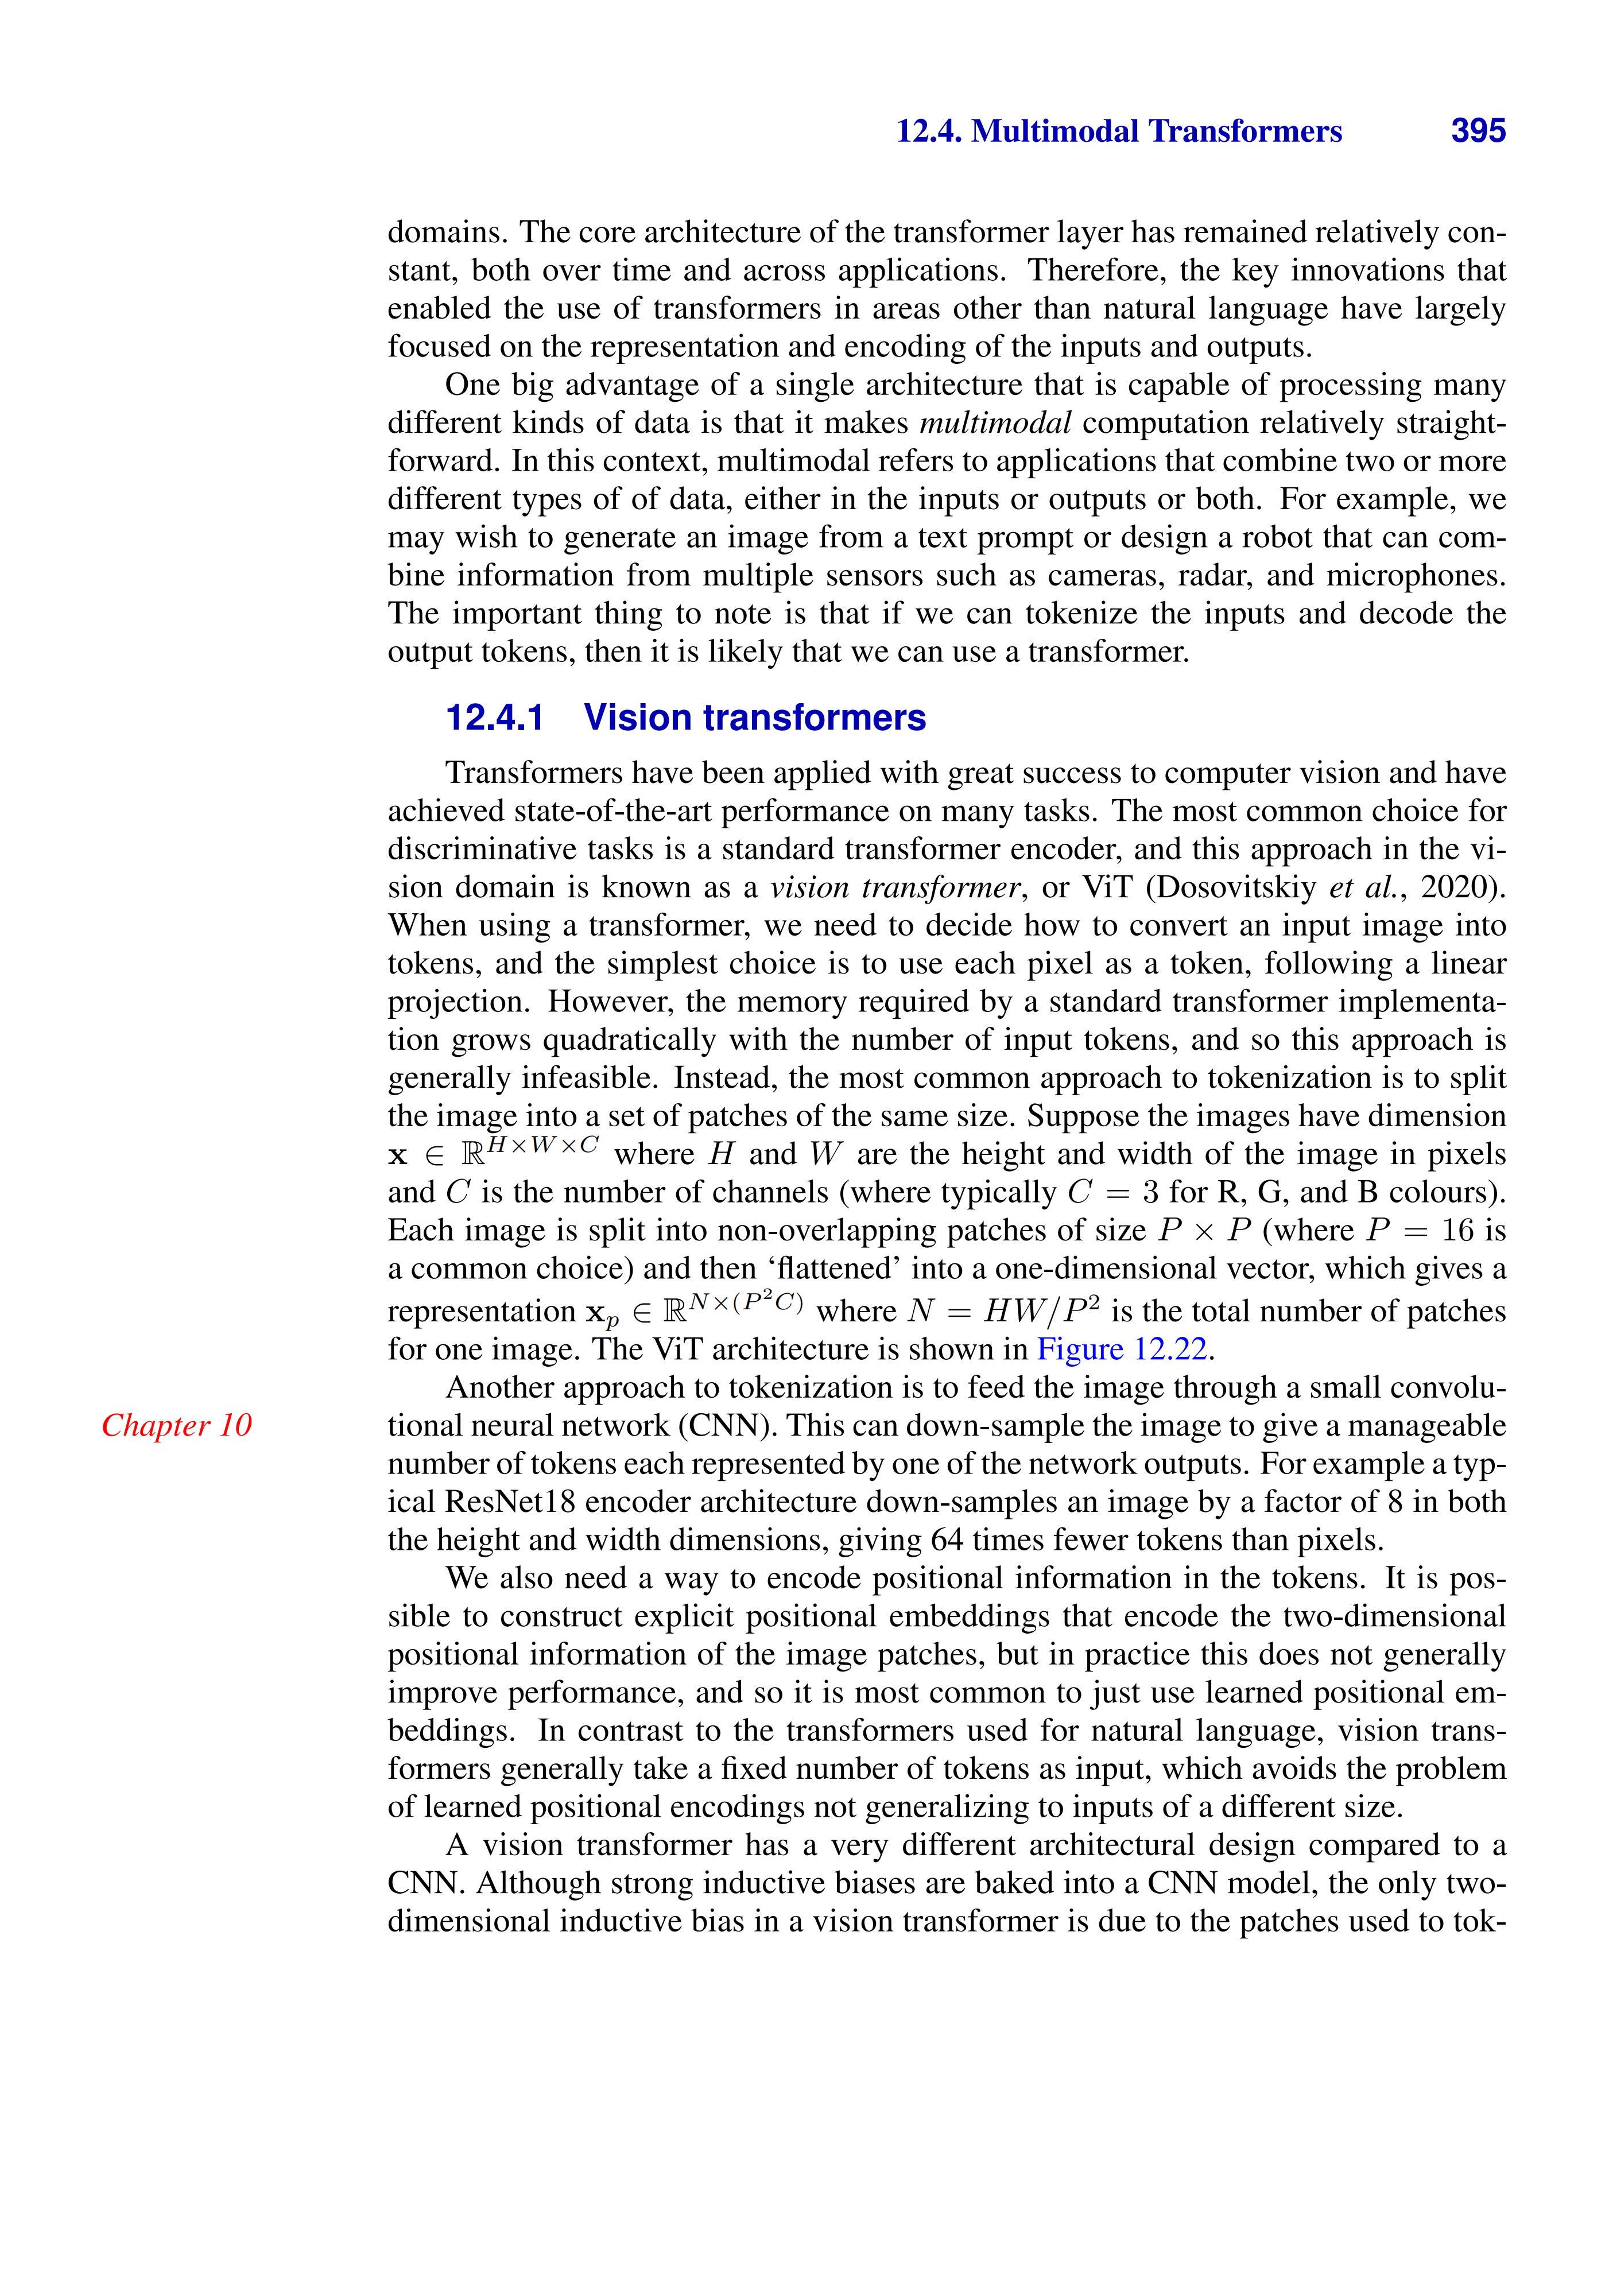 12.4. Multimodal Transformers 395
domains. The core architecture of the transformer layer has remained relatively con-
stant, both over time and across applications. Therefore, the key innovations that
enabled the use of transformers in areas other than natural language have largely
focused on the representation and encoding of the inputs and outputs.
One big advantage of a single architecture that is capable of processing many
different kinds of data is that it makes multimodal computation relatively straight-
forward. In this context, multimodal refers to applications that combine two or more
different types of of data, either in the inputs or outputs or both. For example, we
may wish to generate an image from a text prompt or design a robot that can com-
bine information from multiple sensors such as cameras, radar, and microphones.
The important thing to note is that if we can tokenize the inputs and decode the
output tokens, then it is likely that we can use a transformer.
12.4.1 Vision transformers
Transformers have been applied with great success to computer vision and have
achieved state-of-the-art performance on many tasks. The most common choice for
discriminative tasks is a standard transformer encoder, and this approach in the vi-
sion domain is known as a vision transformer, or ViT (Dosovitskiy et al., 2020).
When using a transformer, we need to decide how to convert an input image into
tokens, and the simplest choice is to use each pixel as a token, following a linear
projection. However, the memory required by a standard transformer implementa-
tion grows quadratically with the number of input tokens, and so this approach is
generally infeasible. Instead, the most common approach to tokenization is to split
the image into a set of patches of the same size. Suppose the images have dimension
x ∈ ℝ^{H×W×C} where H and W are the height and width of the image in pixels
and C is the number of channels (where typically C = 3 for R, G, and B colours).
Each image is split into non-overlapping patches of size P × P (where P = 16 is
a common choice) and then ‘flattened’ into a one-dimensional vector, which gives a
representation x_p ∈ ℝ^{N×(P²C)} where N = HW/P² is the total number of patches
for one image. The ViT architecture is shown in Figure 12.22.
Another approach to tokenization is to feed the image through a small convolu-
Chapter 10 tional neural network (CNN). This can down-sample the image to give a manageable
number of tokens each represented by one of the network outputs. For example a typ-
ical ResNet18 encoder architecture down-samples an image by a factor of 8 in both
the height and width dimensions, giving 64 times fewer tokens than pixels.
We also need a way to encode positional information in the tokens. It is pos-
sible to construct explicit positional embeddings that encode the two-dimensional
positional information of the image patches, but in practice this does not generally
improve performance, and so it is most common to just use learned positional em-
beddings. In contrast to the transformers used for natural language, vision trans-
formers generally take a fixed number of tokens as input, which avoids the problem
of learned positional encodings not generalizing to inputs of a different size.
A vision transformer has a very different architectural design compared to a
CNN. Although strong inductive biases are baked into a CNN model, the only two-
dimensional inductive bias in a vision transformer is due to the patches used to tok-